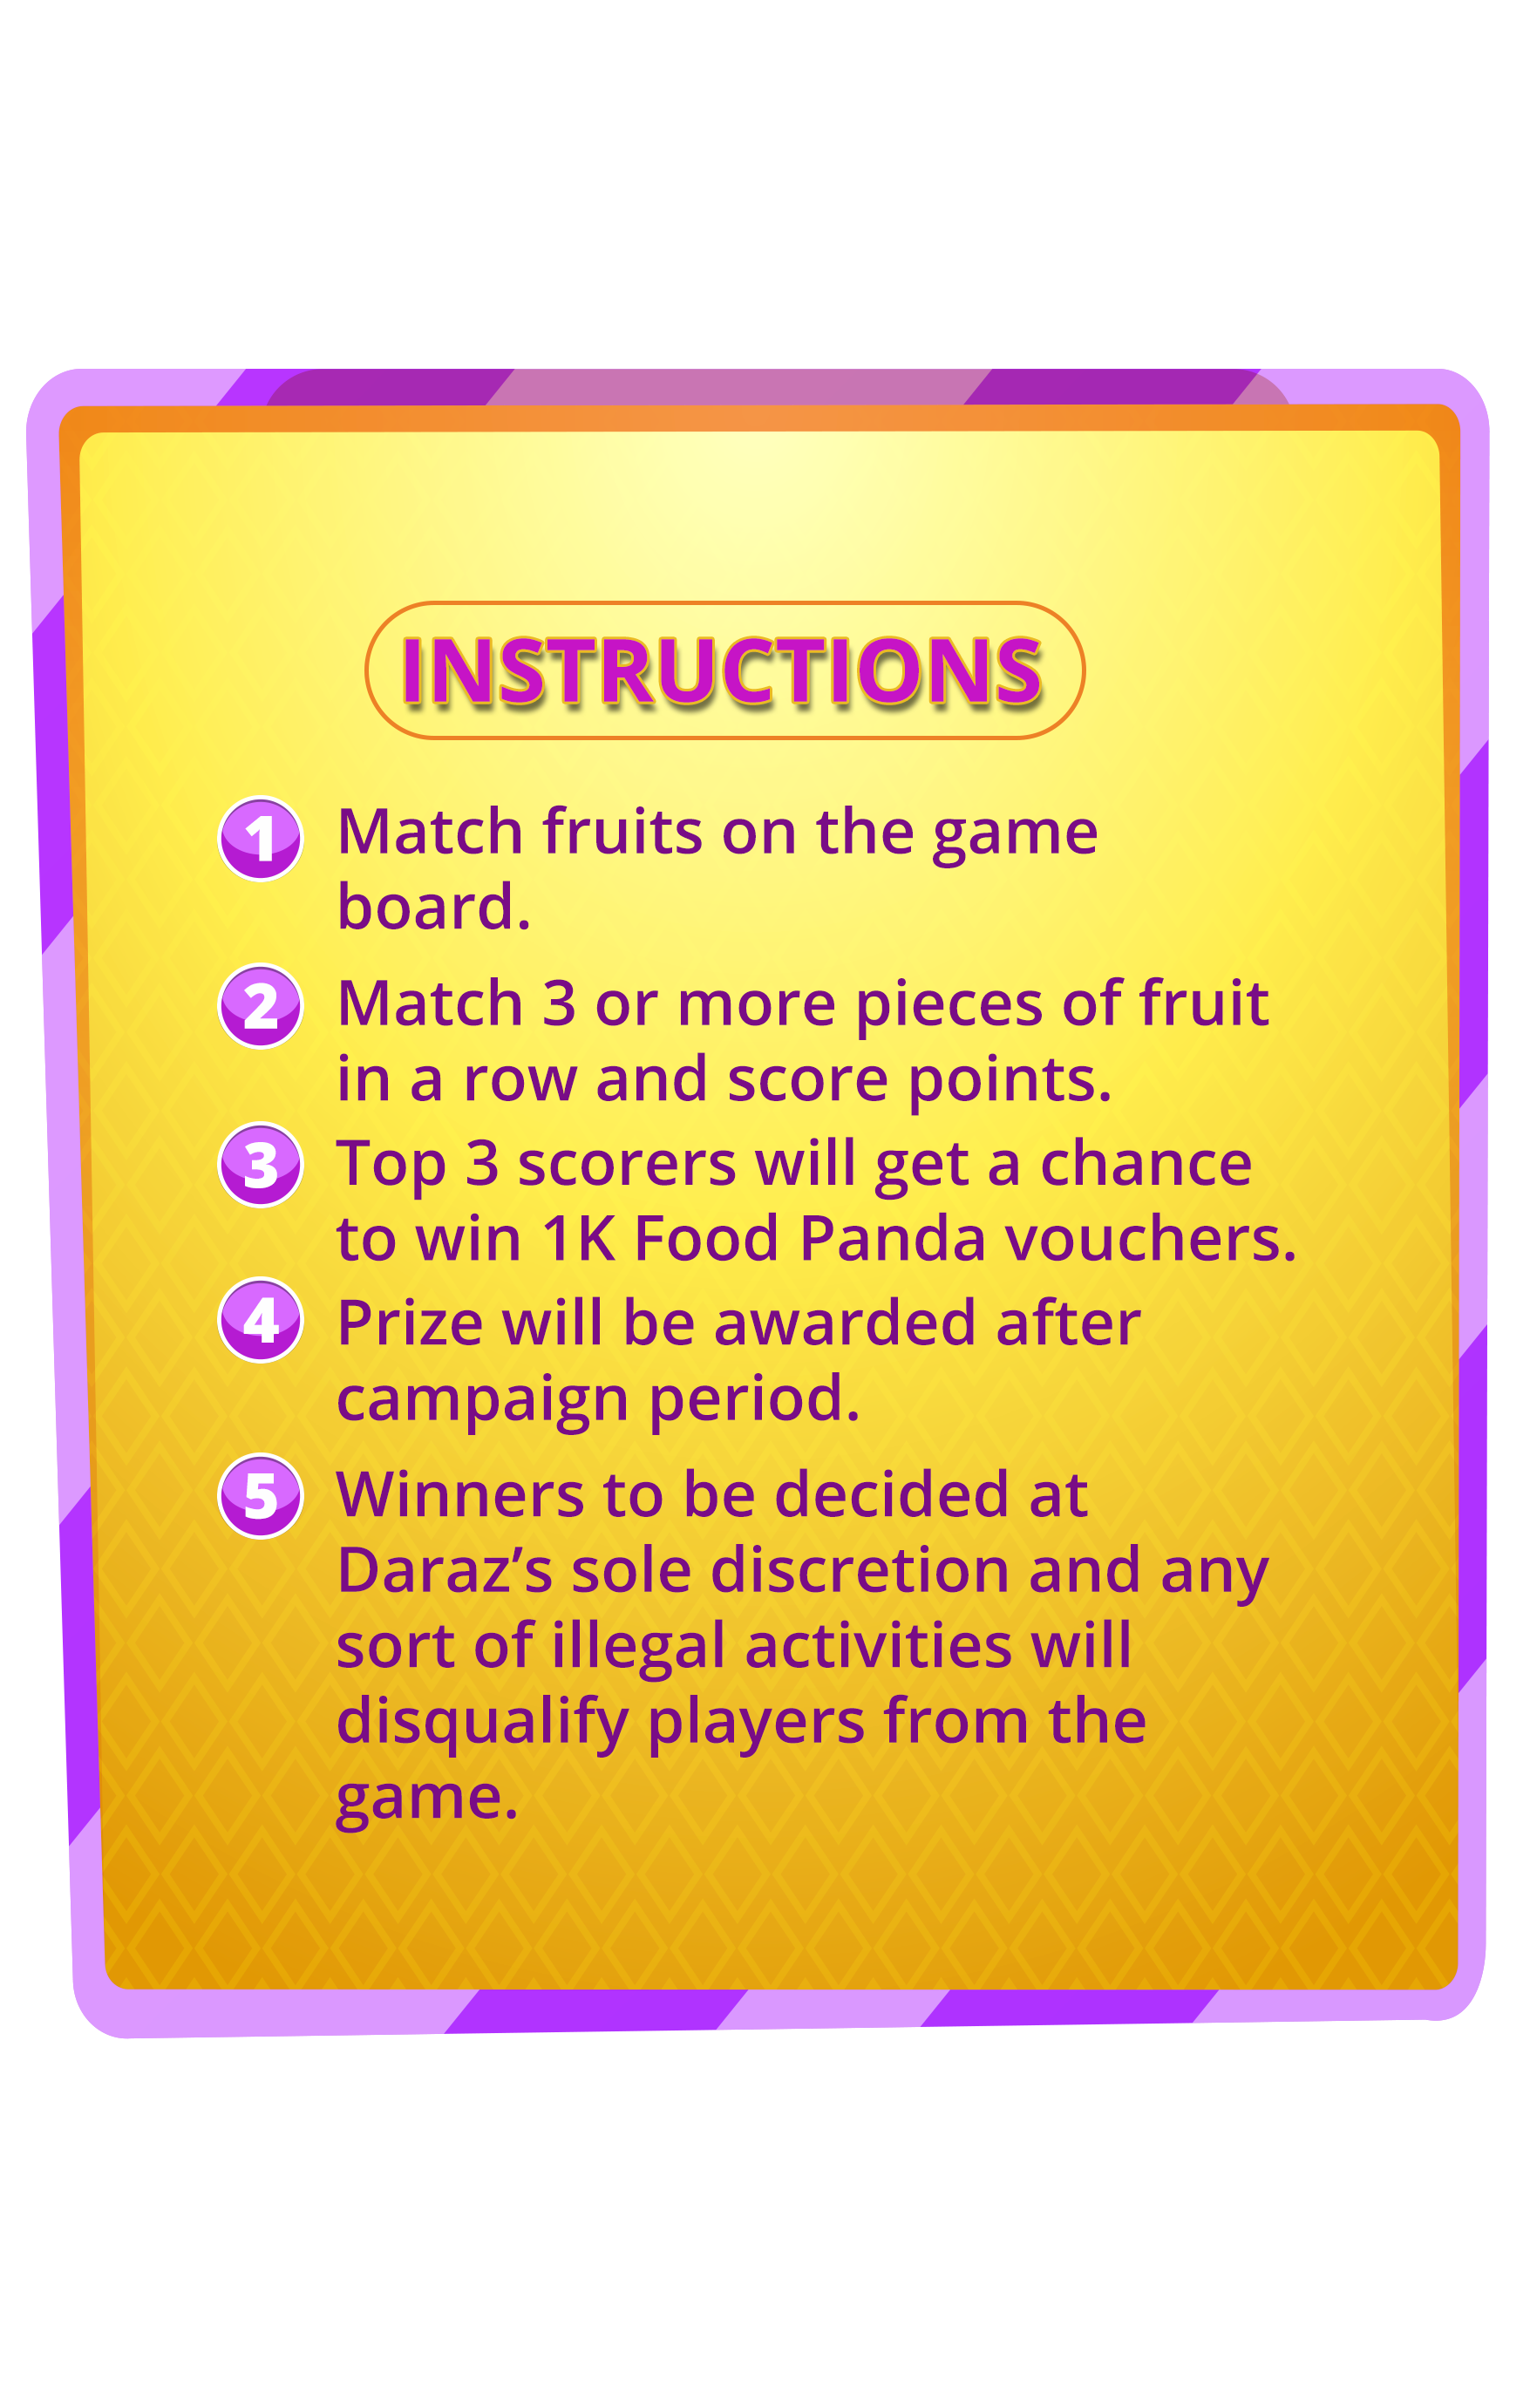 INSTRUCTIONS
1 Match fruits on the game
board.
2 Match 3 or more pieces of fruit
in a row and score points.
3 Top 3 scorers will get a chance
to win 1K Food Panda vouchers.
4 Prize will be awarded after
campaign period.
5 Winners to be decided at
Daraz’s sole discretion and any
sort of illegal activities will
disqualify players from the
game.